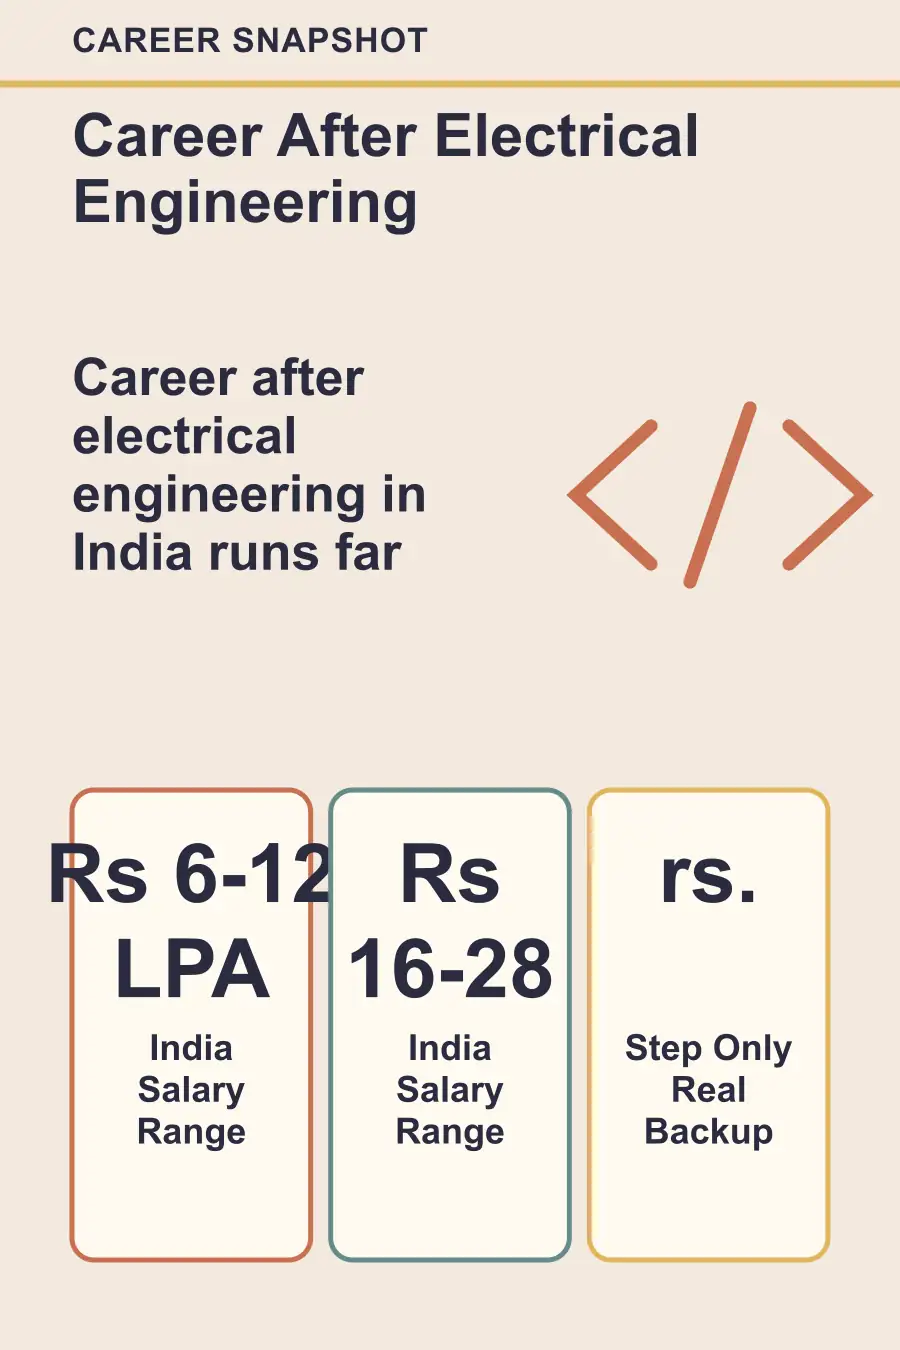 CAREER SNAPSHOT
Career After Electrical
Engineering
Career after
electrical
engineering in
India runs far
Rs 6-12
LPA
India
Salary
Range
Rs
16-28
India
Salary
Range
rs.
Step Only
Real
Backup